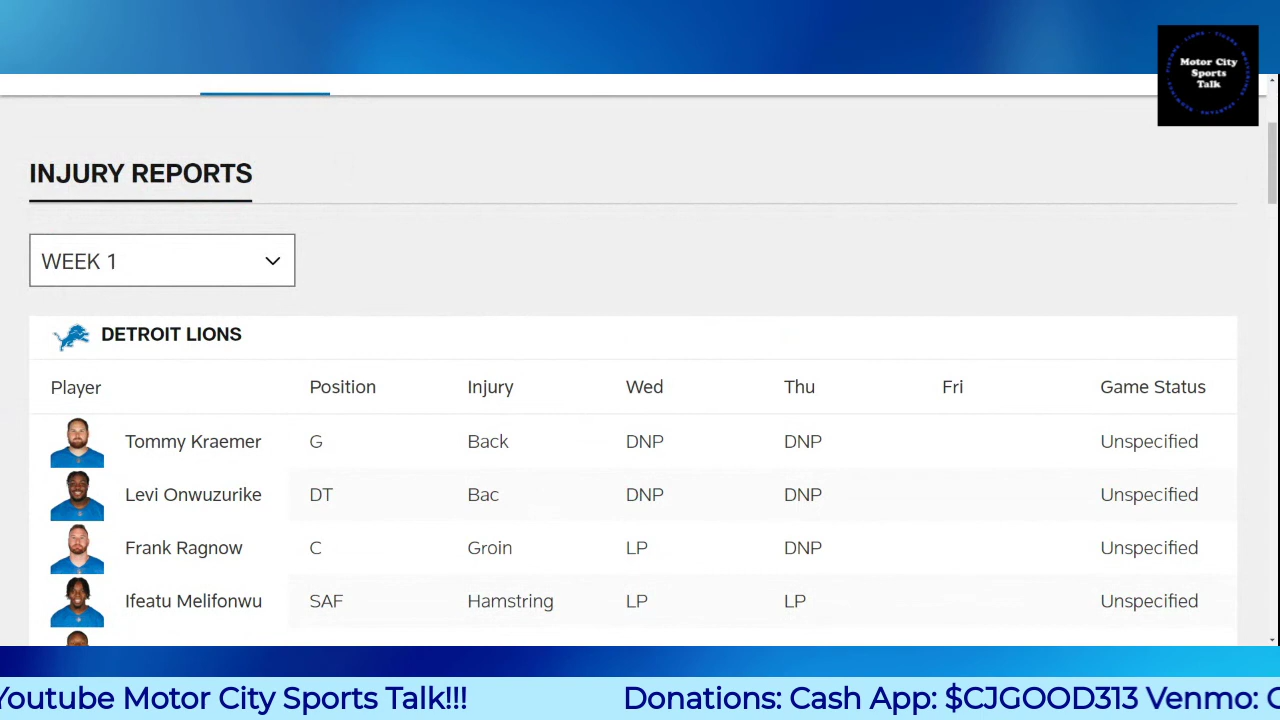 Motor City
Sports
Talk
INJURY REPORTS
WEEK 1
DETROIT LIONS
Player Position Injury Wed Thu Fri Game Status
Tommy Kraemer G Back DNP DNP Unspecified
Levi Onwuzurike DT Bac DNP DNP Unspecified
Frank Ragnow C Groin LP DNP Unspecified
Ifeatu Melifonwu SAF Hamstring LP LP Unspecified
Youtube Motor City Sports Talk!!! Donations: Cash App: $CJGOOD313 Venmo: